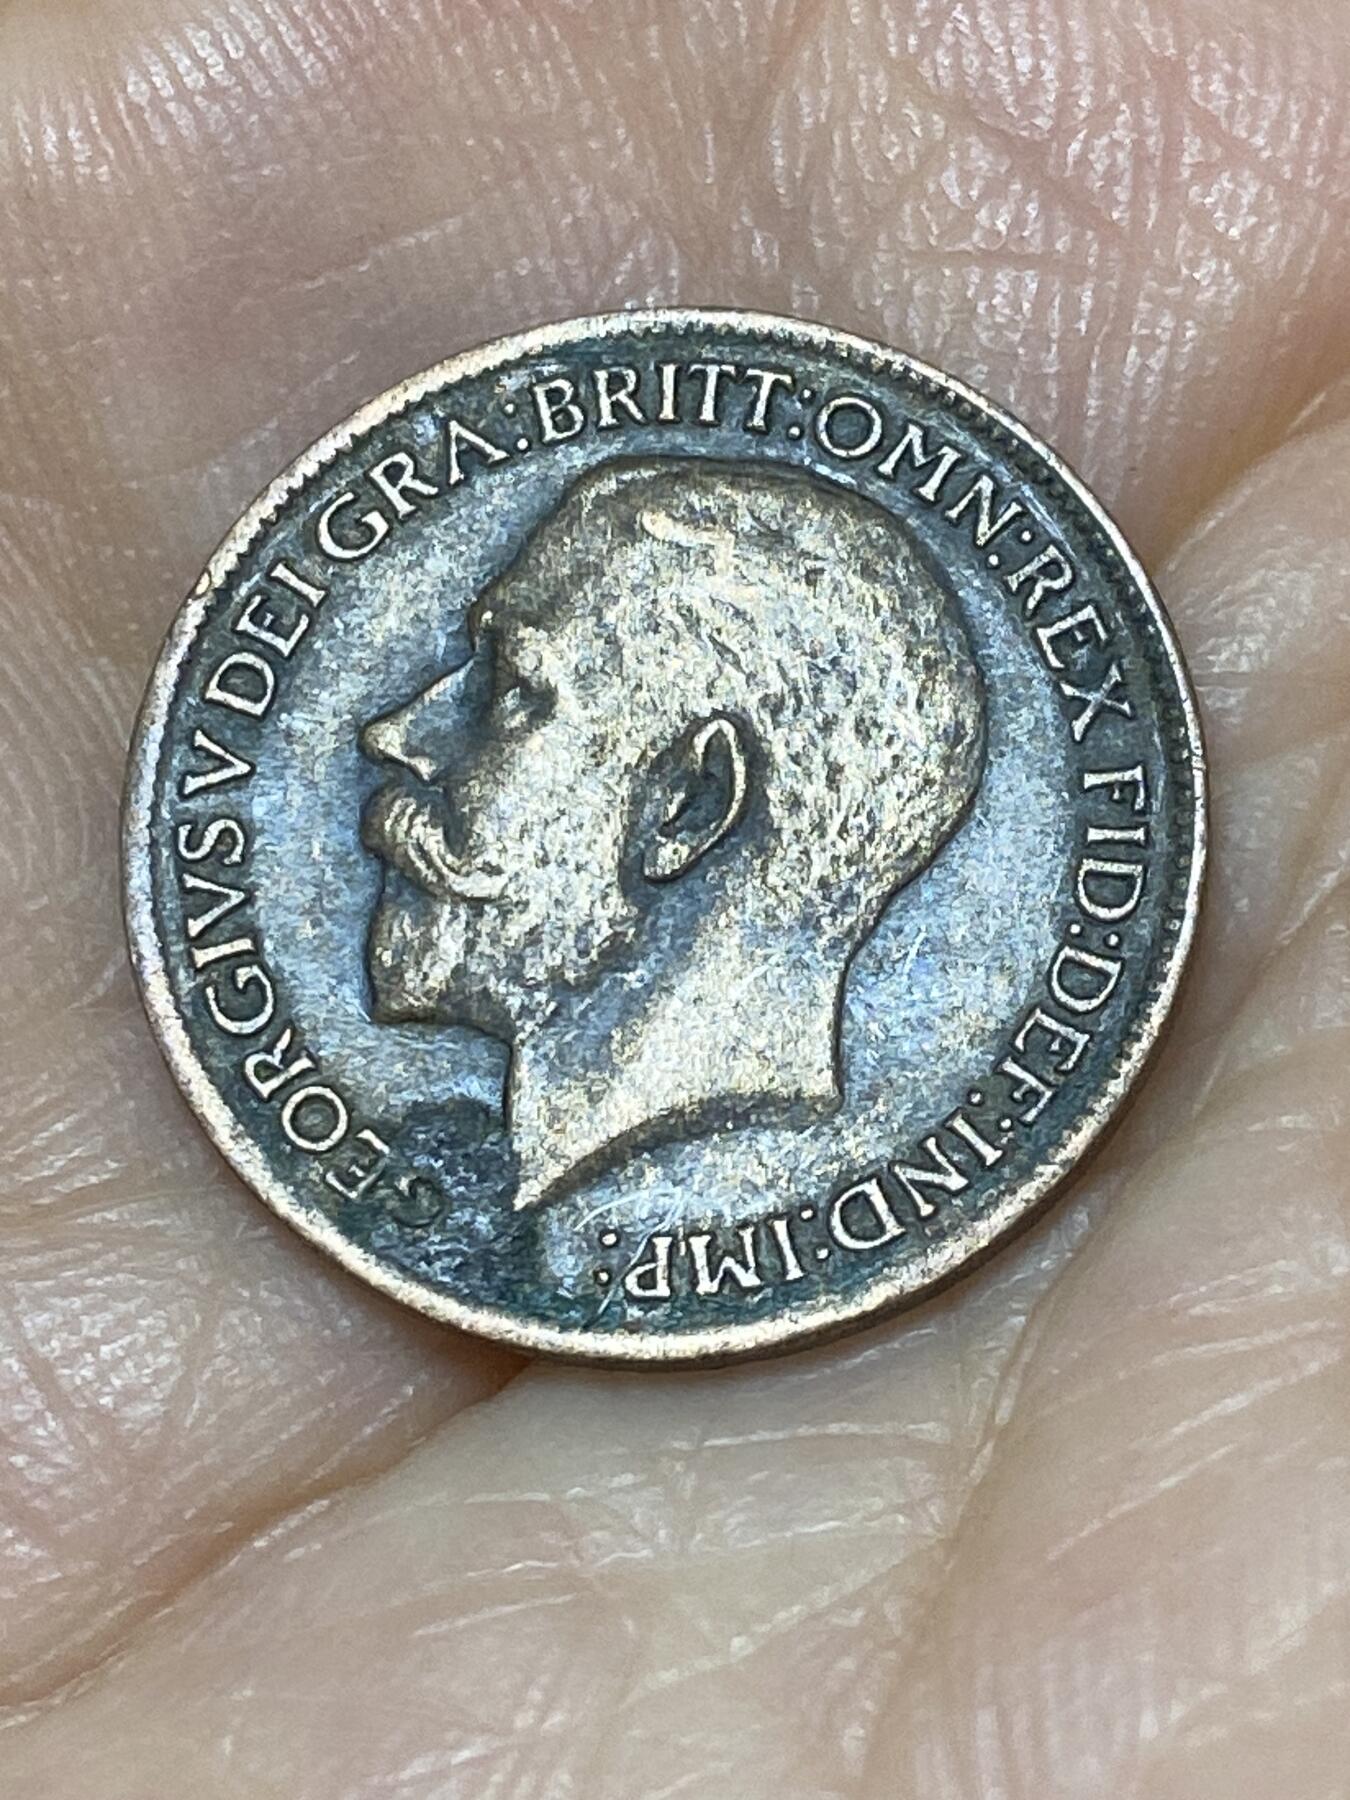 GEORGIVS V DEI GRA: BRITT: OMN: REX FID: DEF: IND: IMP: